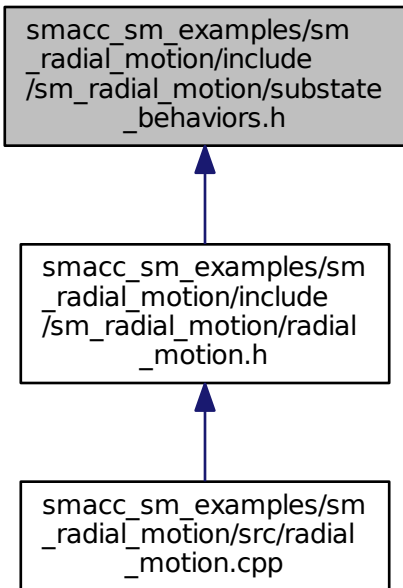 smacc_sm_examples/sm
_radial_motion/include
/sm_radial_motion/substate
_behaviors.h
smacc_sm_examples/sm
_radial_motion/include
/sm_radial_motion/radial
_motion.h
smacc_sm_examples/sm
_radial_motion/src/radial
_motion.cpp